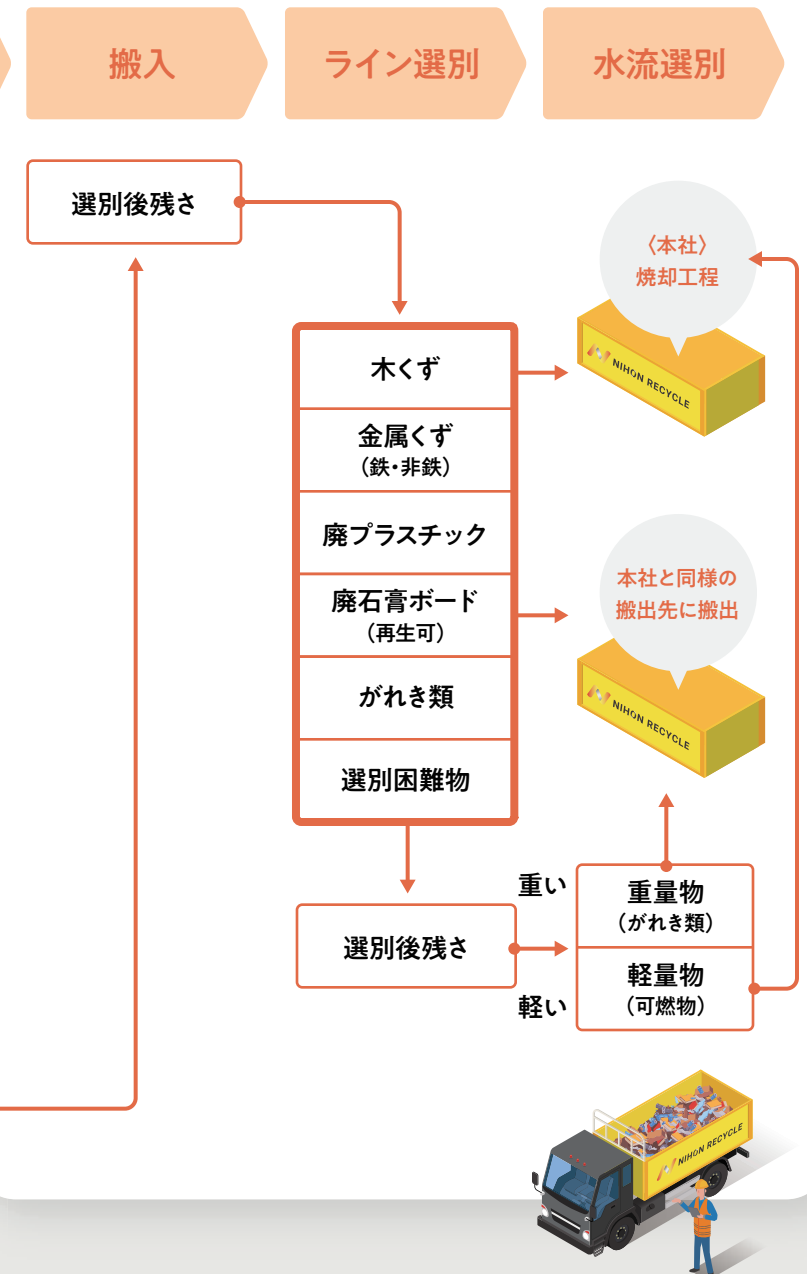 搬入
ライン選別
水流選別
選別後残さ
〈本社〉
焼却工程
NIHON RECYCLE
木くず
金属くず
（鉄・非鉄）
廃プラスチック
廃石膏ボード
（再生可）
がれき類
選別困難物
本社と同様の
搬出先に搬出
NIHON RECYCLE
選別後残さ
重い
重量物
（がれき類）
軽い
軽量物
（可燃物）
NIHON RECYCLE